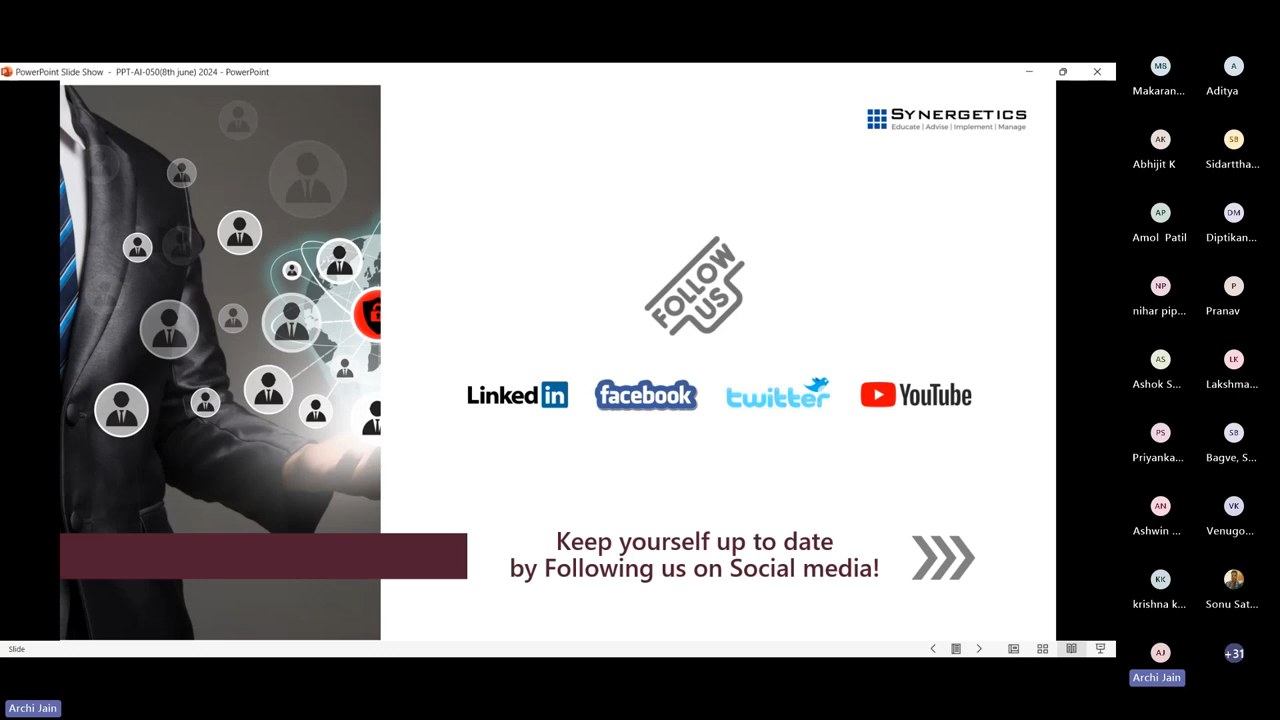 PowerPoint Slide Show - PPT-AI-050(8th june) 2024 - PowerPoint
SYNERGETICS
Educate | Advise | Implement | Manage
FOLLOW
US
Linked in
facebook
twitter
YouTube
Keep yourself up to date
by Following us on Social media!
Slide
Archi Jain
MB
Makaran...
A
Aditya
AK
Abhijit K
SB
Sidarttha...
AP
Amol Patil
DM
Diptikan...
NP
nihar pip...
P
Pranav
AS
Ashok S...
LK
Lakshma...
PS
Priyanka...
SB
Bagve, S...
AN
Ashwin ...
VK
Venugo...
KK
krishna k...
Sonu Sat...
AJ
Archi Jain
+31